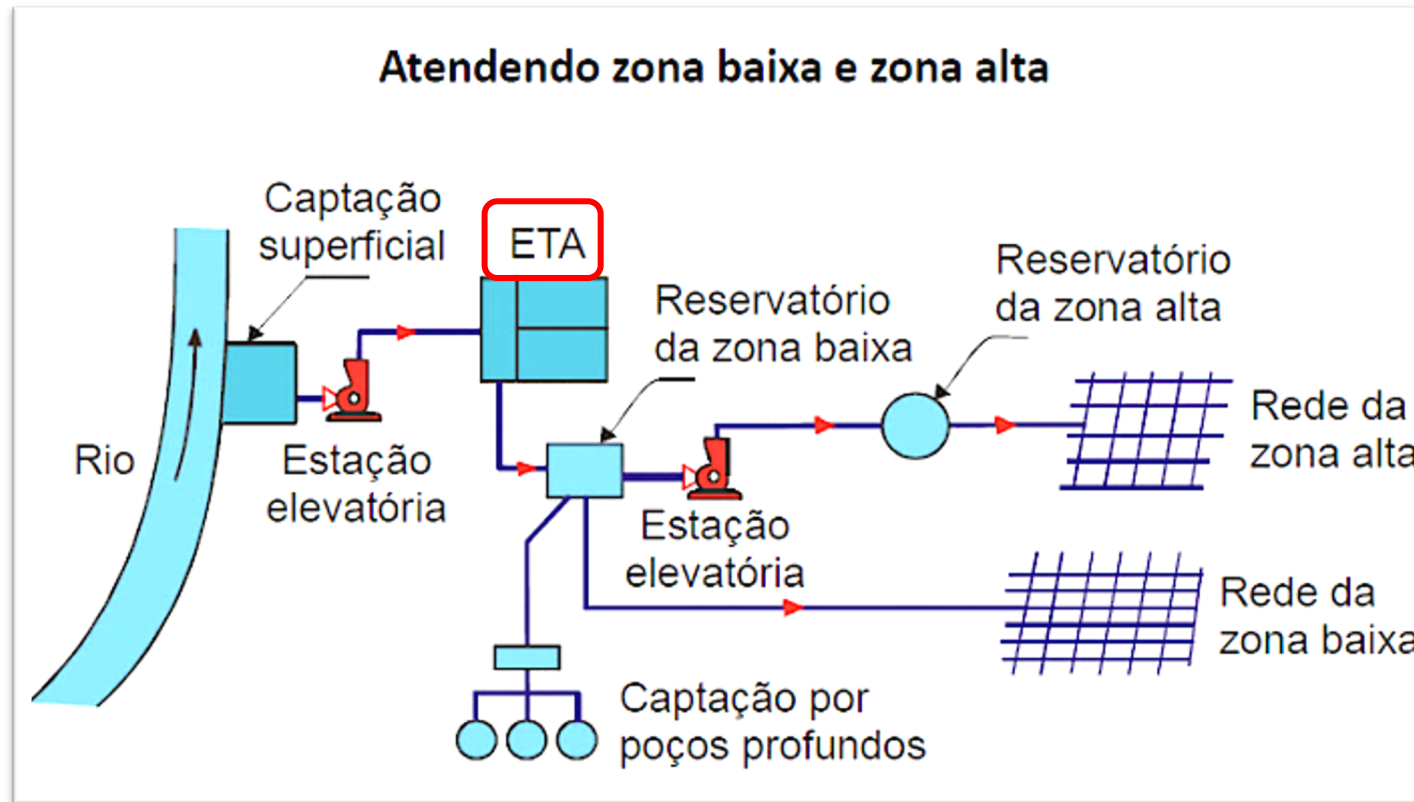 Atendendo zona baixa e zona alta
Captação
superficial
ETA
Reservatório
da zona baixa
Reservatório
da zona alta
Rio
Estação
elevatória
Estação
elevatória
Rede da
zona alta
Rede da
zona baixa
Captação por
poços profundos